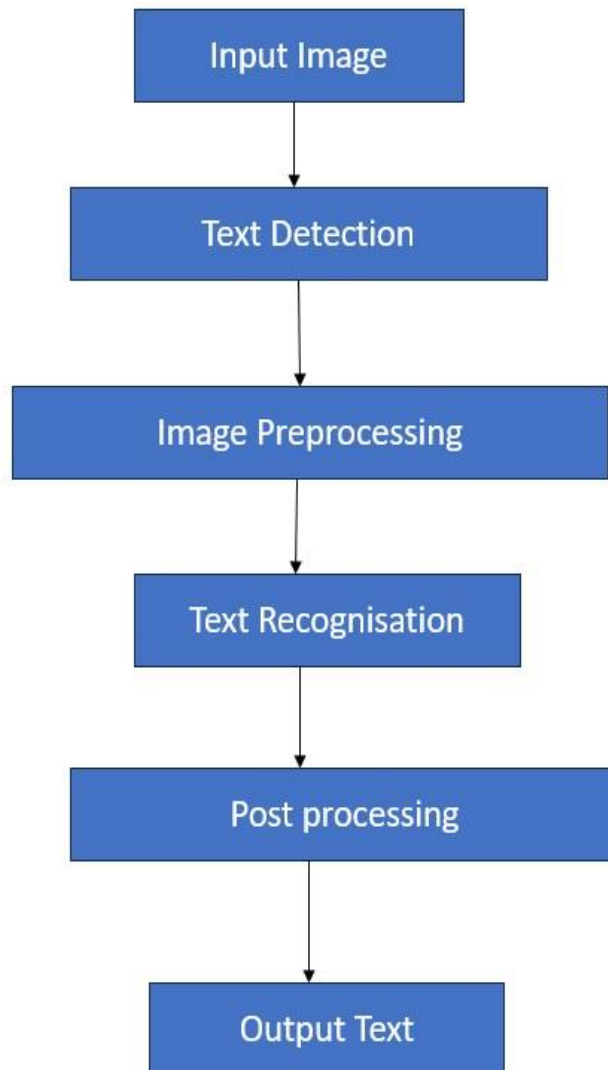 Input Image
Text Detection
Image Preprocessing
Text Recognisation
Post processing
Output Text